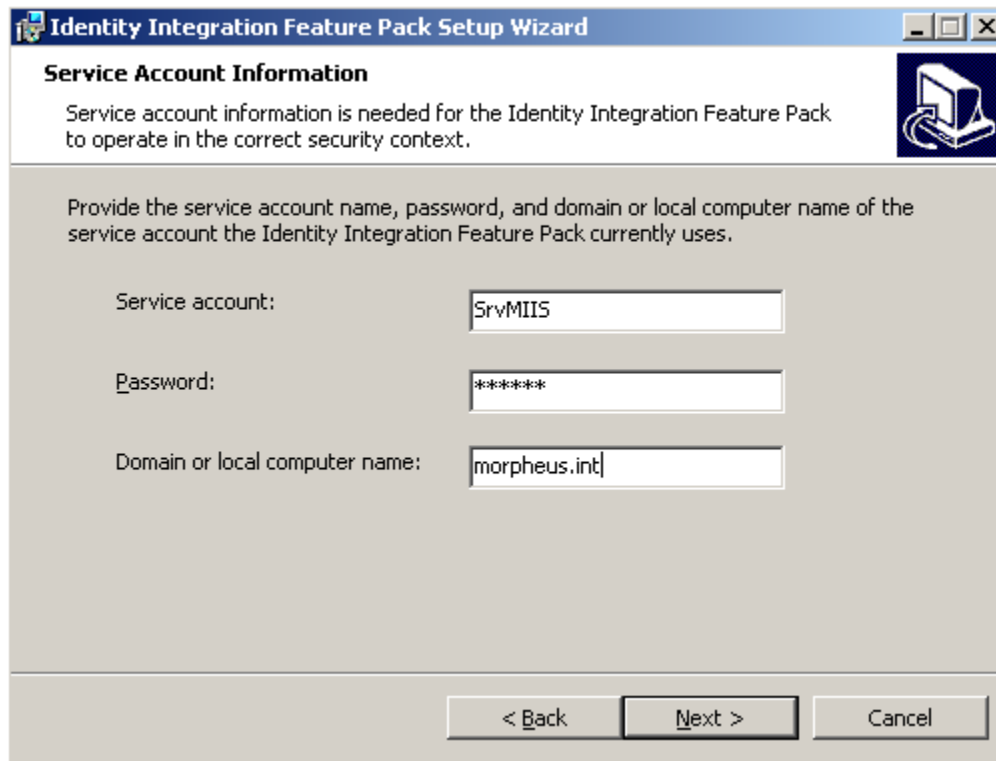 Identity Integration Feature Pack Setup Wizard
Service Account Information
Service account information is needed for the Identity Integration Feature Pack
to operate in the correct security context.
Provide the service account name, password, and domain or local computer name of the
service account the Identity Integration Feature Pack currently uses.
Service account:
SrvMIIS
Password:
******
Domain or local computer name:
morpheus.int
< Back
Next >
Cancel